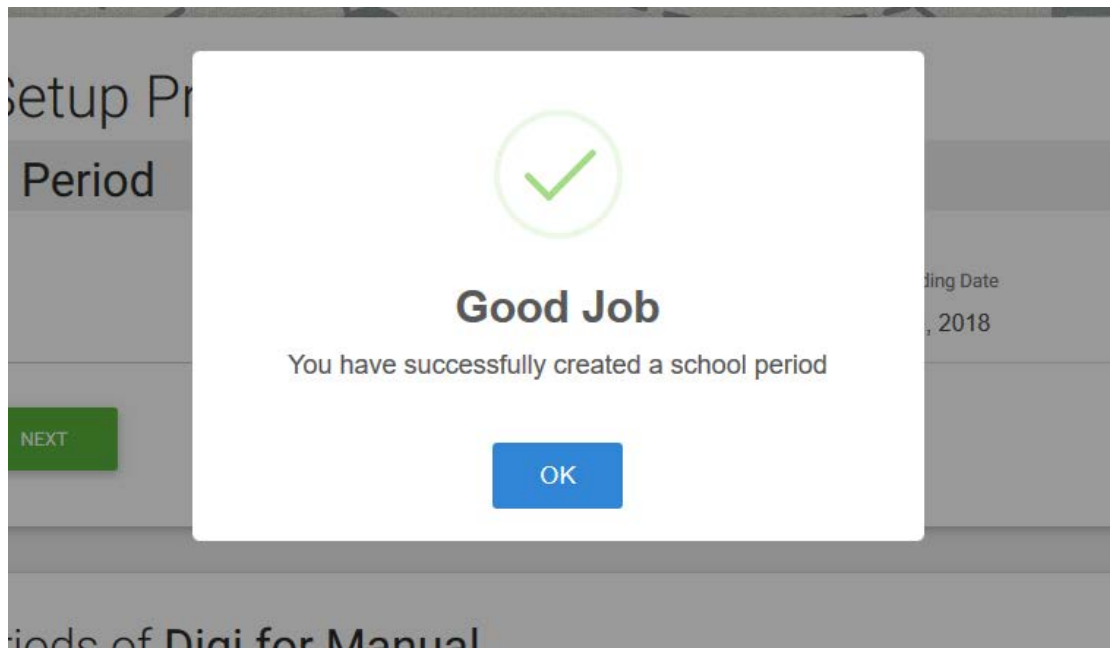 Setup Pr
Period
Good Job
You have successfully created a school period
ding Date
, 2018
NEXT
OK
iods of Digi for Manual